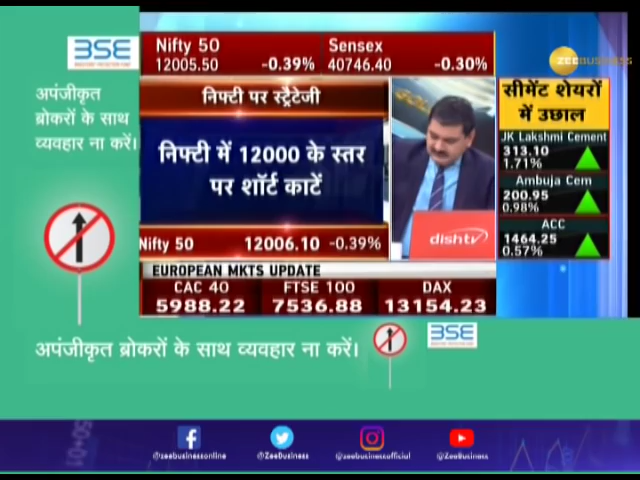 BSE
अपंजीकृत
ब्रोकरों के साथ
व्यवहार ना करें।
Nifty 50
12005.50 -0.39%
Sensex
40746.40 -0.30%
ZEEBUSINESS
निफ्टी पर स्ट्रैटेजी
निफ्टी में 12000 के स्तर
पर शॉर्ट काटें
Nifty 50 12006.10 -0.39%
dishtv
सीमेंट शेयरों
में उछाल
JK Lakshmi Cement
313.10
1.71%
Ambuja Cem
200.95
0.98%
ACC
1464.25
0.57%
EUROPEAN MKTS UPDATE
CAC 40 FTSE 100 DAX
5988.22 7536.88 13154.23
अपंजीकृत ब्रोकरों के साथ व्यवहार ना करें।
BSE
@zeebusinessonline
@ZeeBusiness
@zeebusinessofficial
@ZeeBusiness